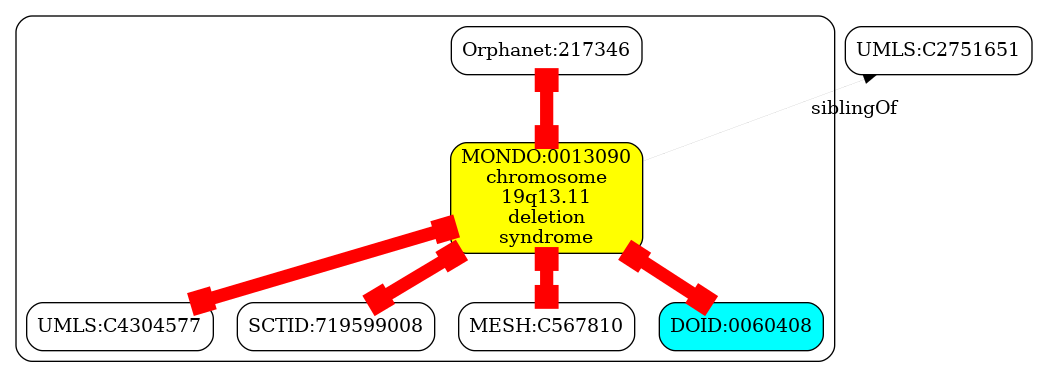 Orphanet:217346
UMLS:C2751651
siblingOf
MONDO:0013090
chromosome
19q13.11
deletion
syndrome
UMLS:C4304577
SCTID:719599008
MESH:C567810
DOID:0060408